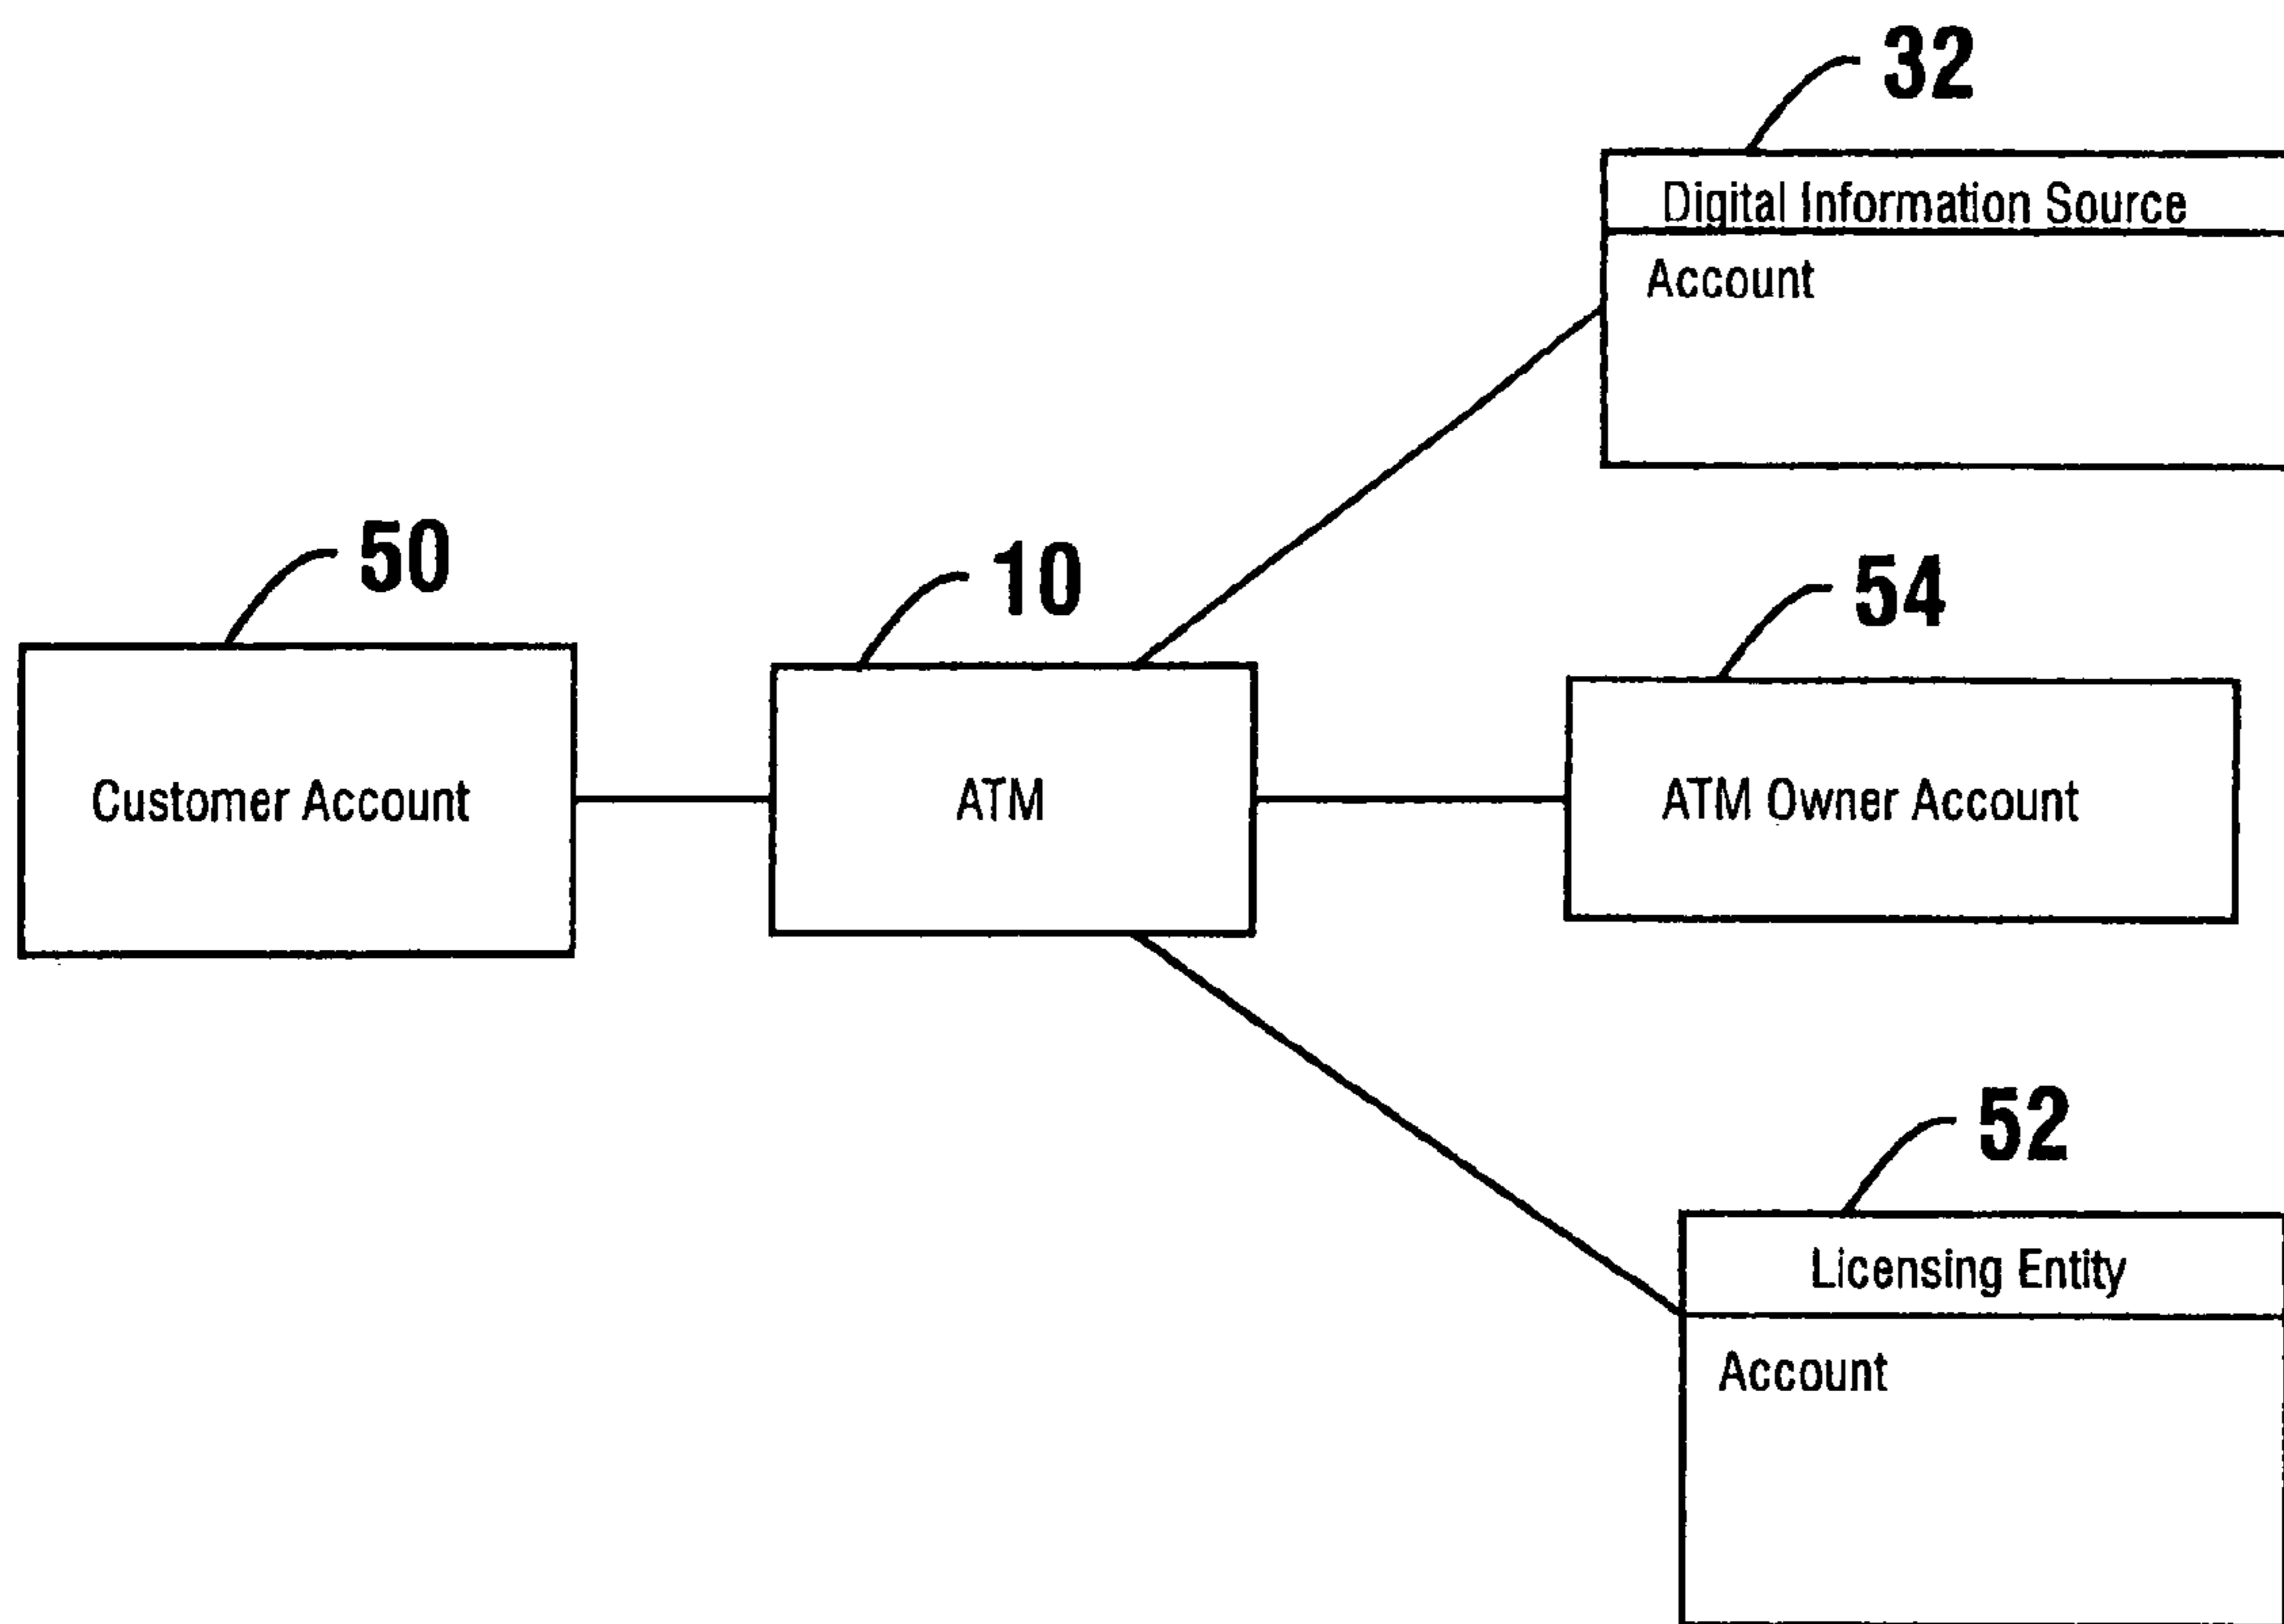 32
Digital Information Source
Account
50
10
54
Customer Account
ATM
ATM Owner Account
52
Licensing Entity
Account